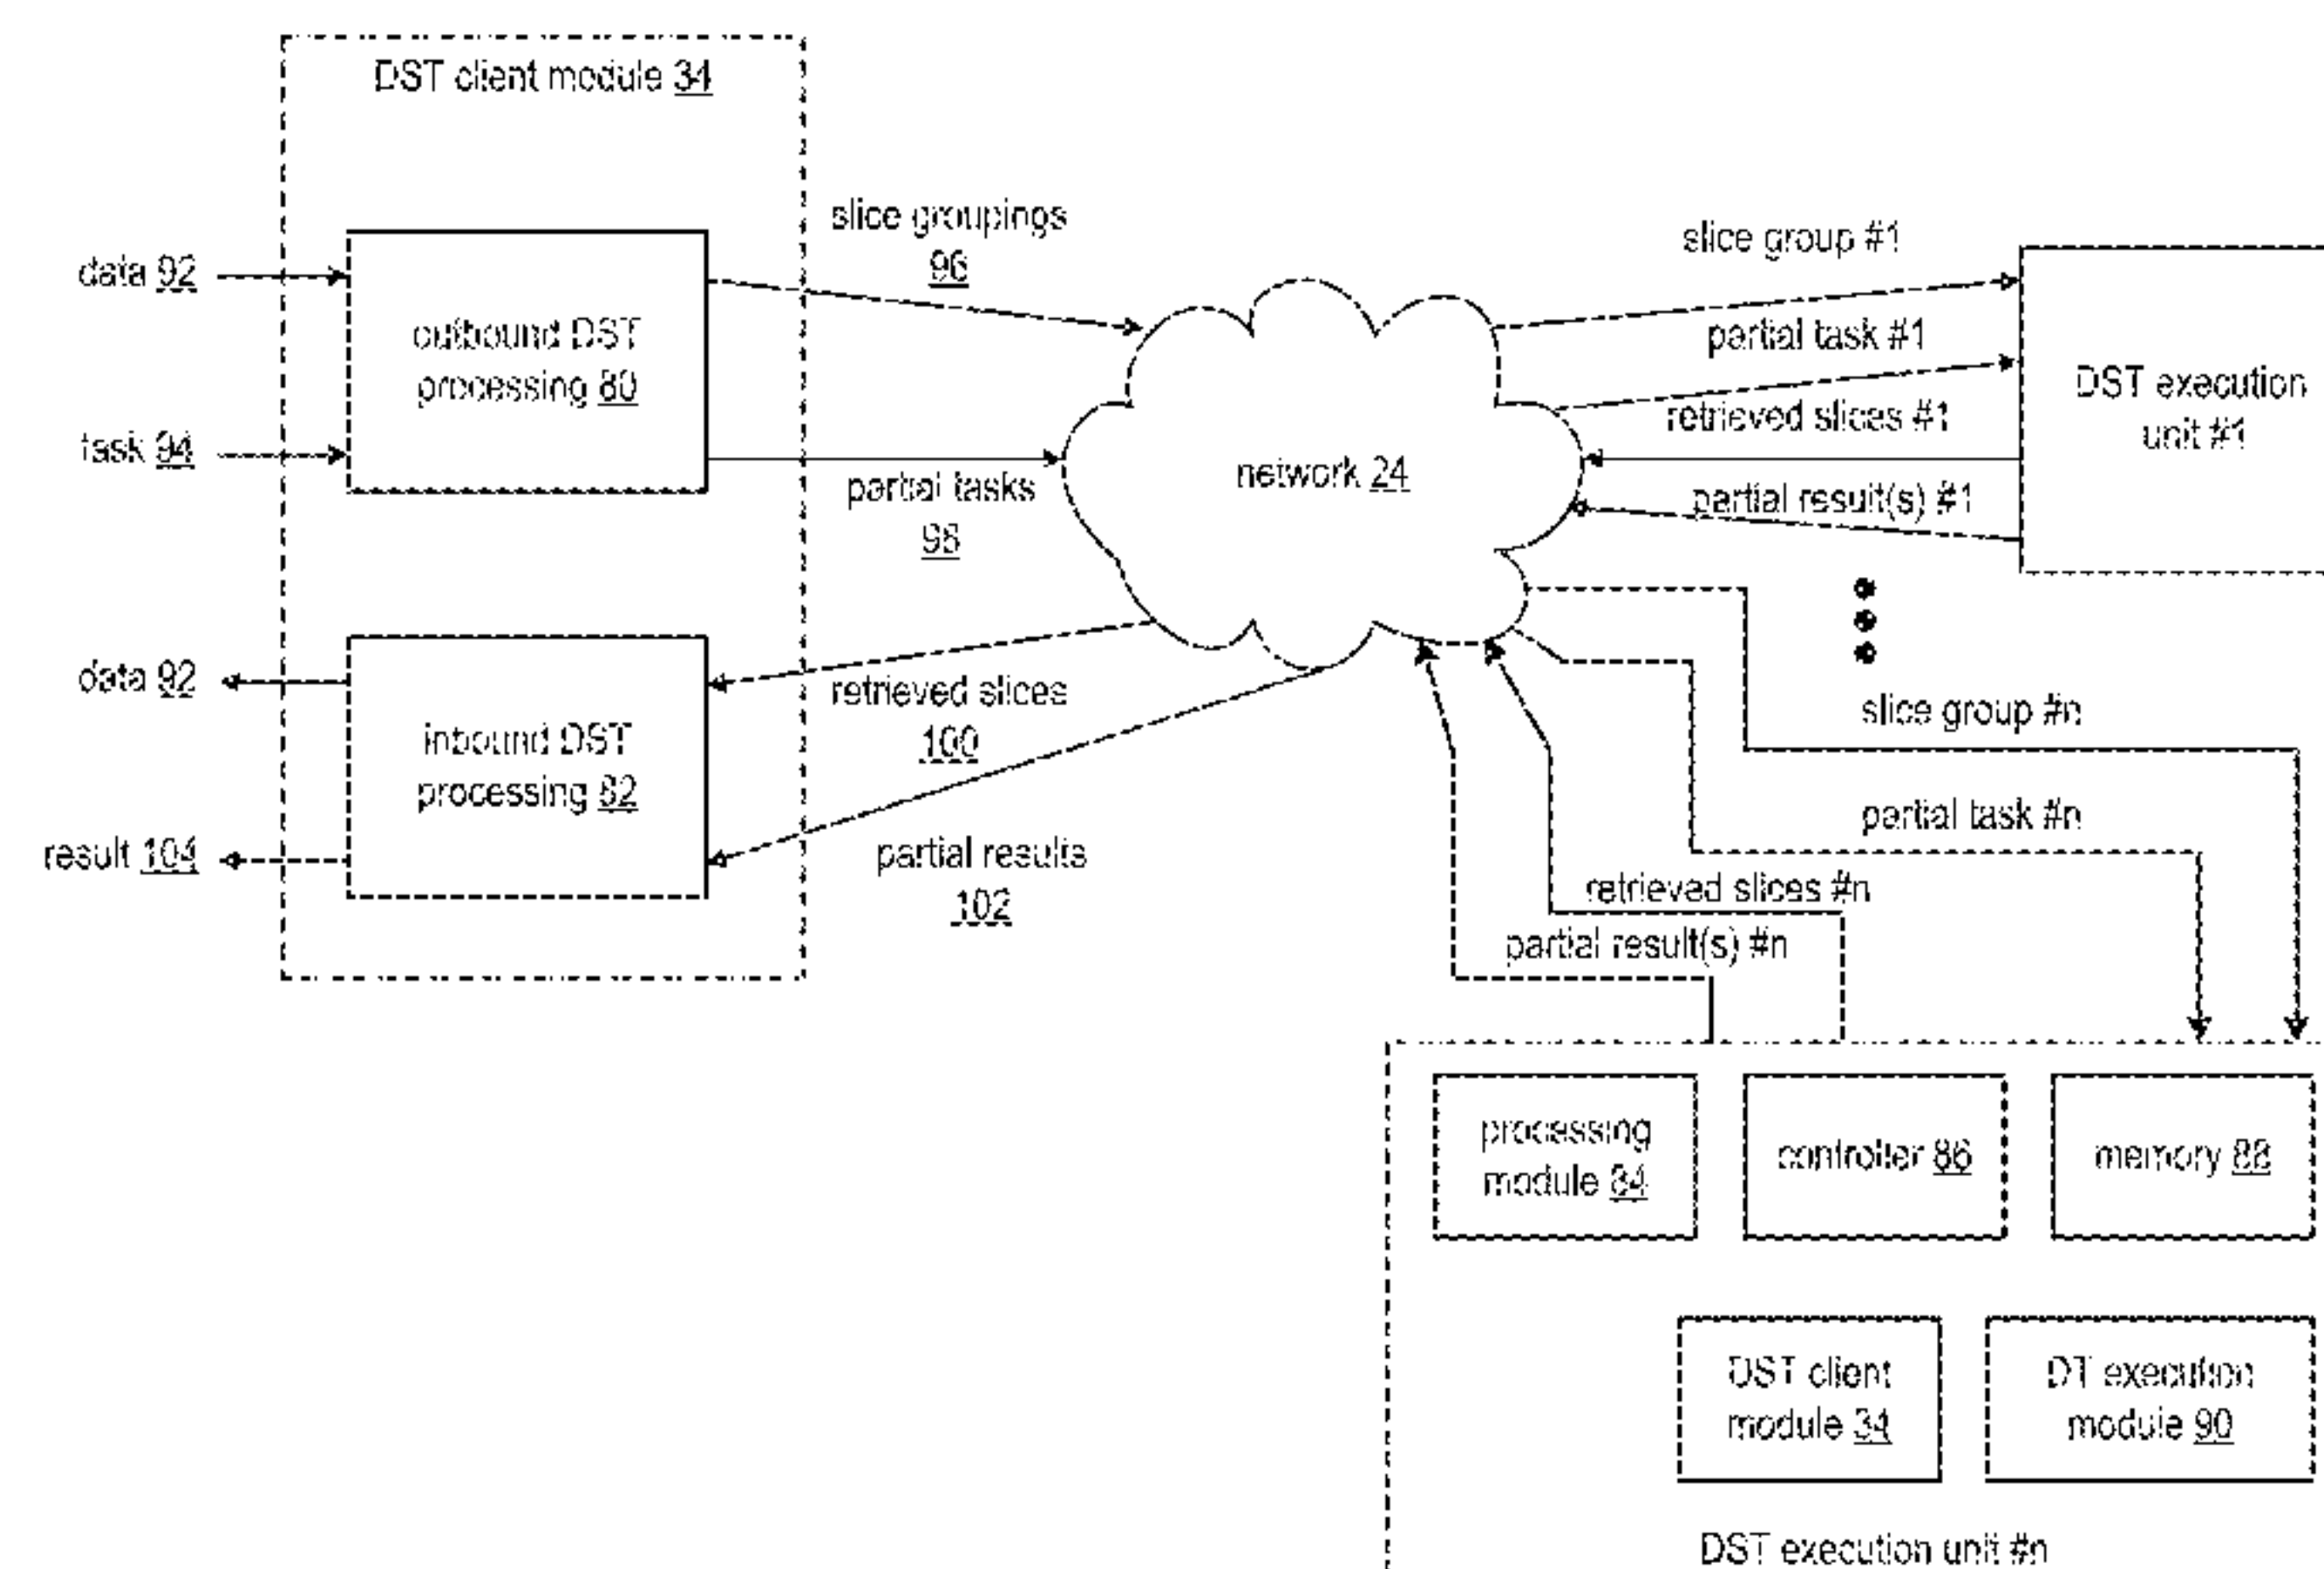 DST client module 34
data 92
task 94
outbound DST
processing 80
slice groupings
96
partial tasks
98
data 92
result 104
inbound DST
processing 82
retrieved slices
100
partial results
102
network 24
slice group #1
partial task #1
retrieved slices #1
partial result(s) #1
DST execution
unit #1
slice group #n
partial task #n
retrieved slices #n
partial result(s) #n
processing
module 84
controller 86
memory 88
DST client
module 34
DT execution
module 90
DST execution unit #n